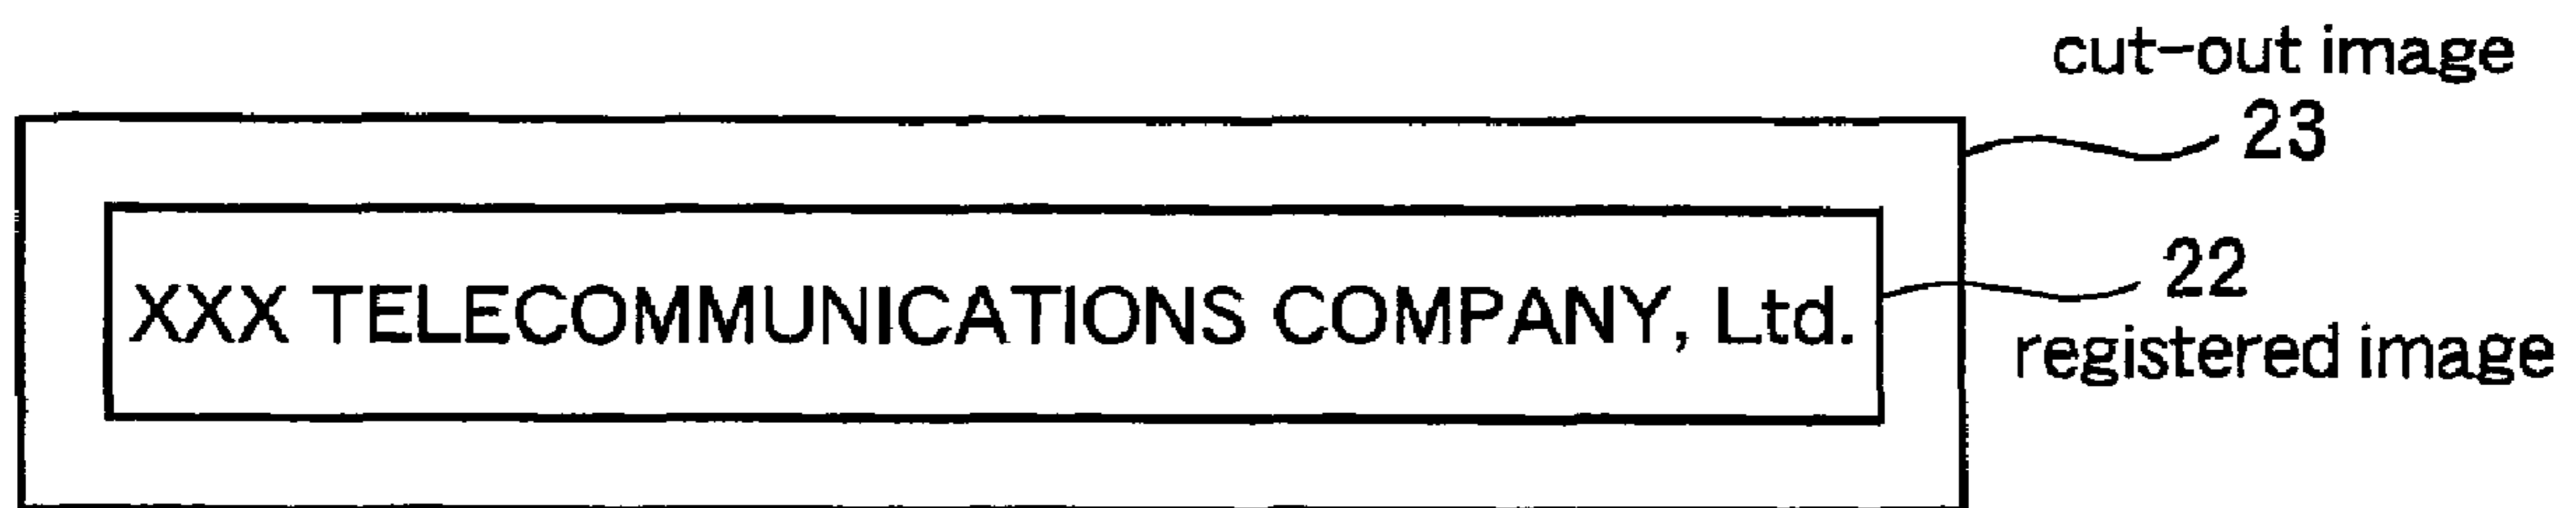 cut-out image
23
XXX TELECOMMUNICATIONS COMPANY, Ltd.
22
registered image